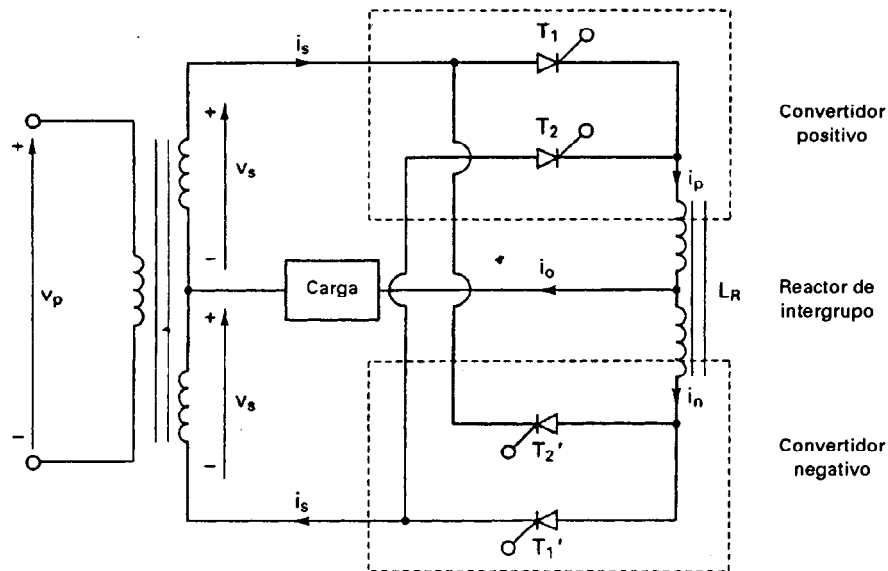 T1
i_s
T2
Convertidor
positivo
+
v_s
−
+
v_p
−
i_p
Carga
i_o
L_R
Reactor de
intergrupo
+
v_s
−
i_n
T2'
Convertidor
negativo
i_s
T1'